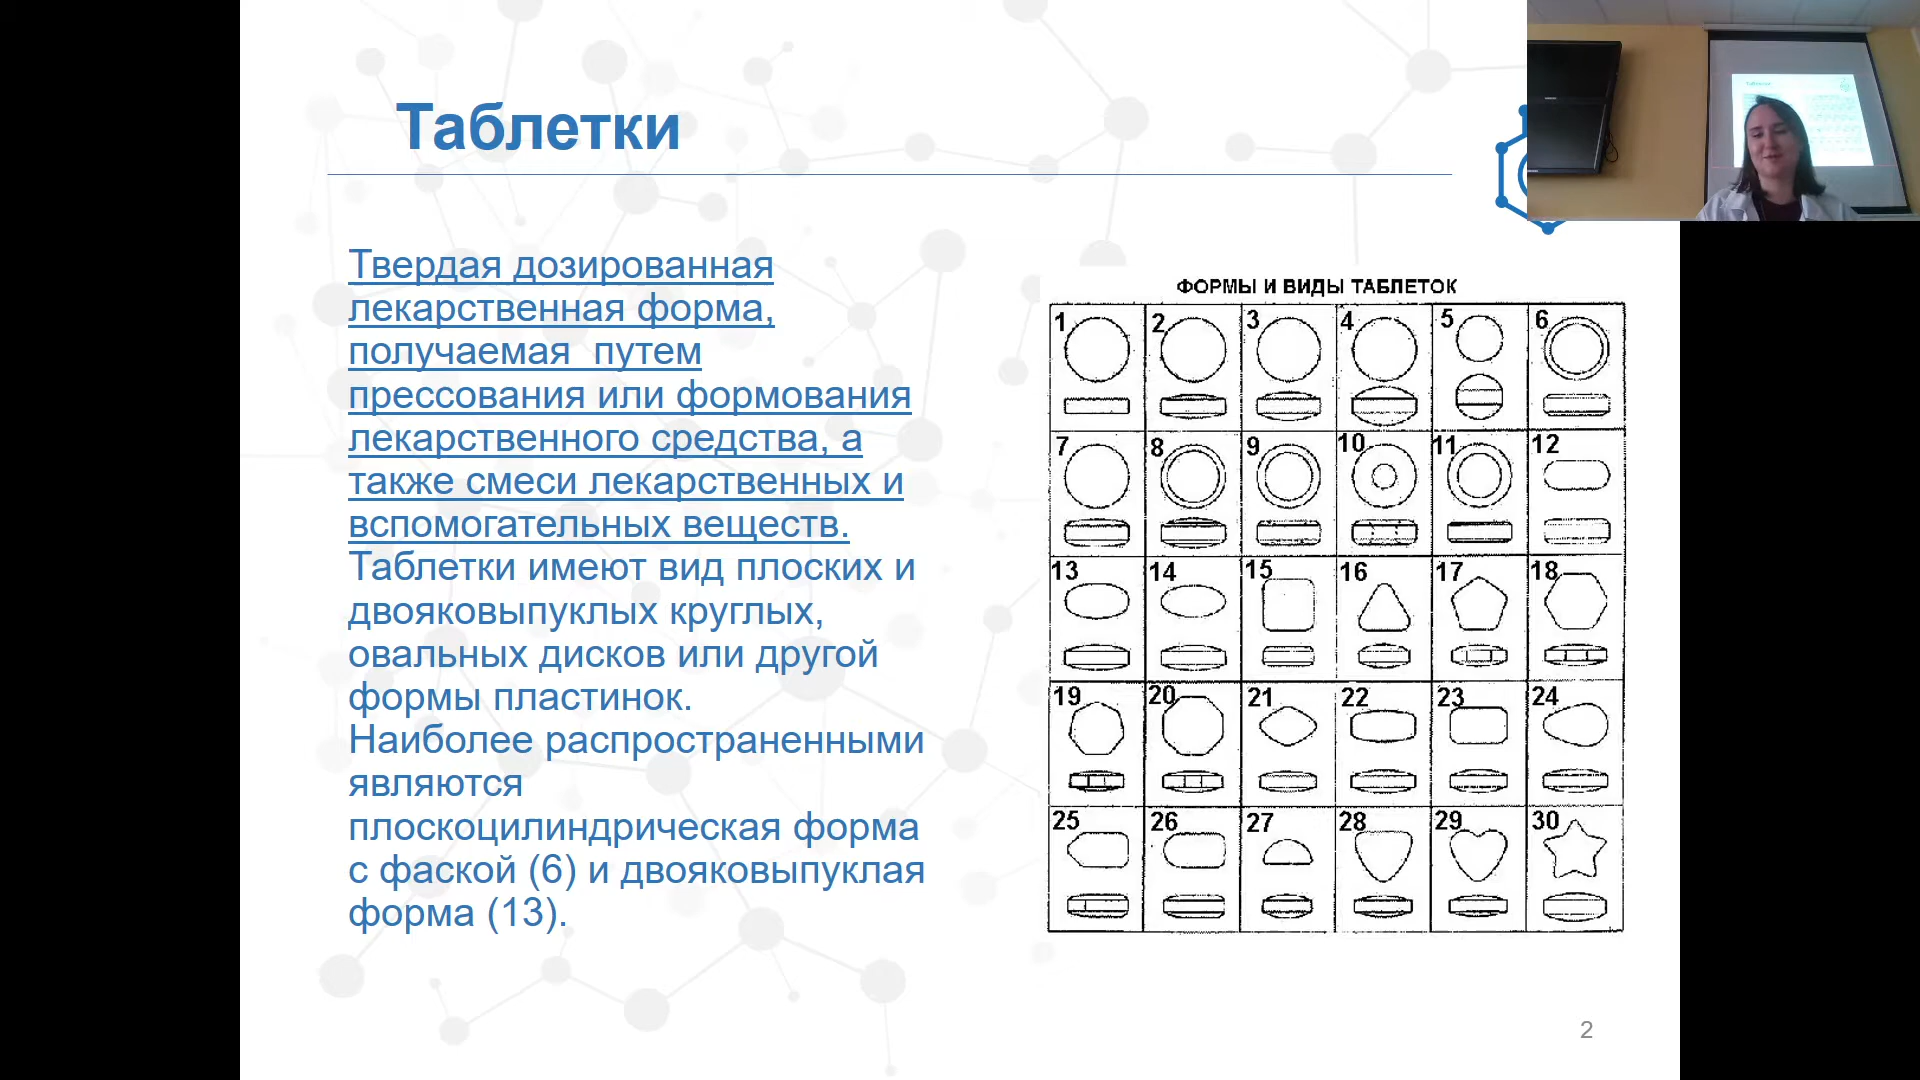 Таблетки
Твердая дозированная
лекарственная форма,
получаемая путем
прессования или формования
лекарственного средства, а
также смеси лекарственных и
вспомогательных веществ.
Таблетки имеют вид плоских и
двояковыпуклых круглых,
овальных дисков или другой
формы пластинок.
Наиболее распространенными
являются
плоскоцилиндрическая форма
с фаской (6) и двояковыпуклая
форма (13).
ФОРМЫ И ВИДЫ ТАБЛЕТОК
1 2 3 4 5 6
7 8 9 10 11 12
13 14 15 16 17 18
19 20 21 22 23 24
25 26 27 28 29 30
2